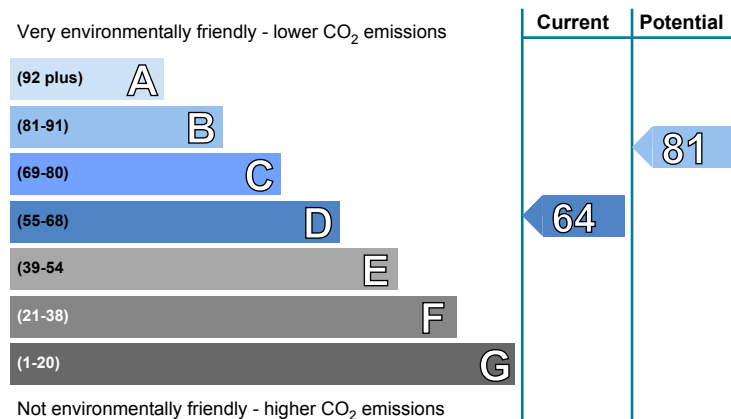 Very environmentally friendly - lower CO2 emissions
Current
Potential
(92 plus) A
(81-91) B
(69-80) C
(55-68) D
(39-54 E
(21-38) F
(1-20) G
81
64
Not environmentally friendly - higher CO2 emissions